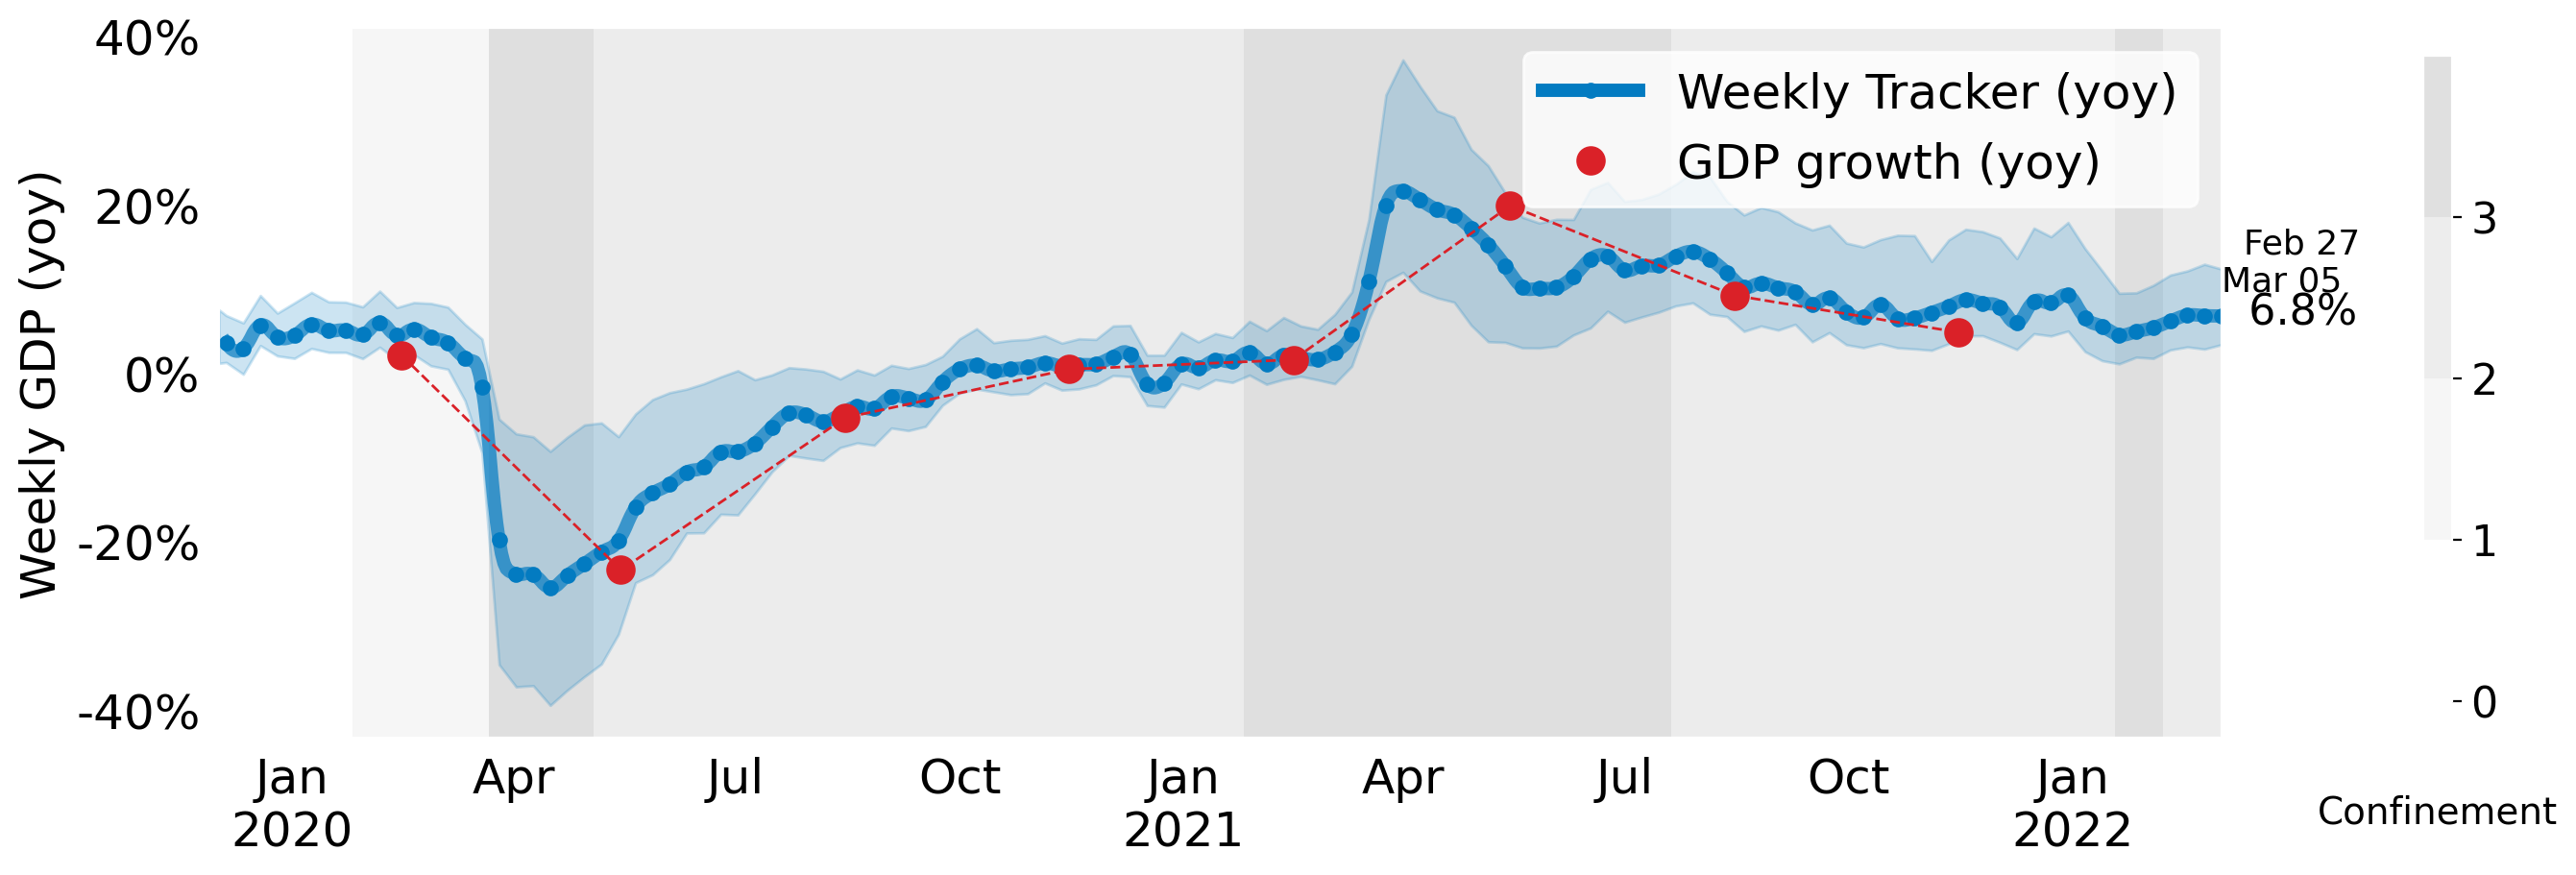 40%
20%
0%
-20%
-40%
Weekly GDP (yoy)
Weekly Tracker (yoy)
GDP growth (yoy)
Feb 27
Mar 05
6.8%
3
2
1
0
Jan Apr Jul Oct Jan Apr Jul Oct Jan
2020 2021 2022
Confinement